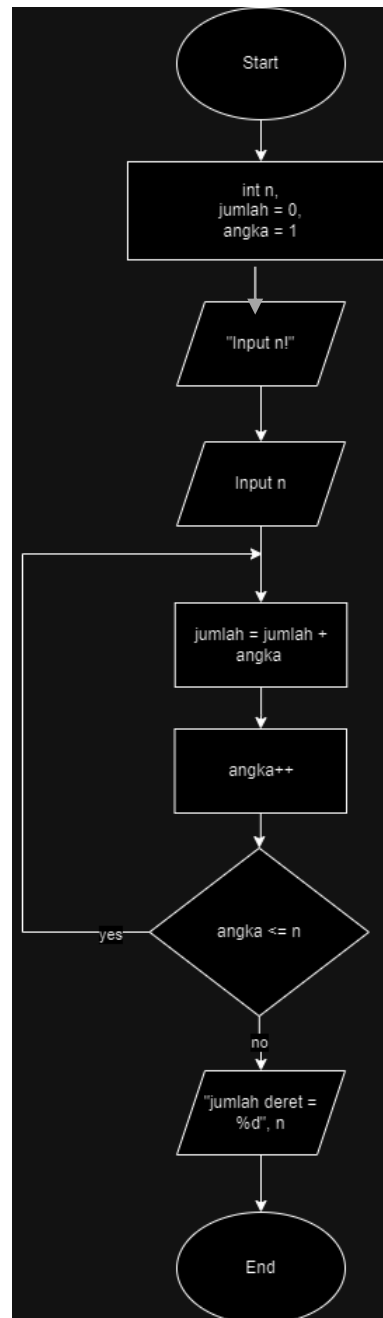 Start
int n,
jumlah = 0,
angka = 1
"Input n!"
Input n
jumlah = jumlah +
angka
angka++
angka <= n
yes
no
"jumlah deret =
%d", n
End